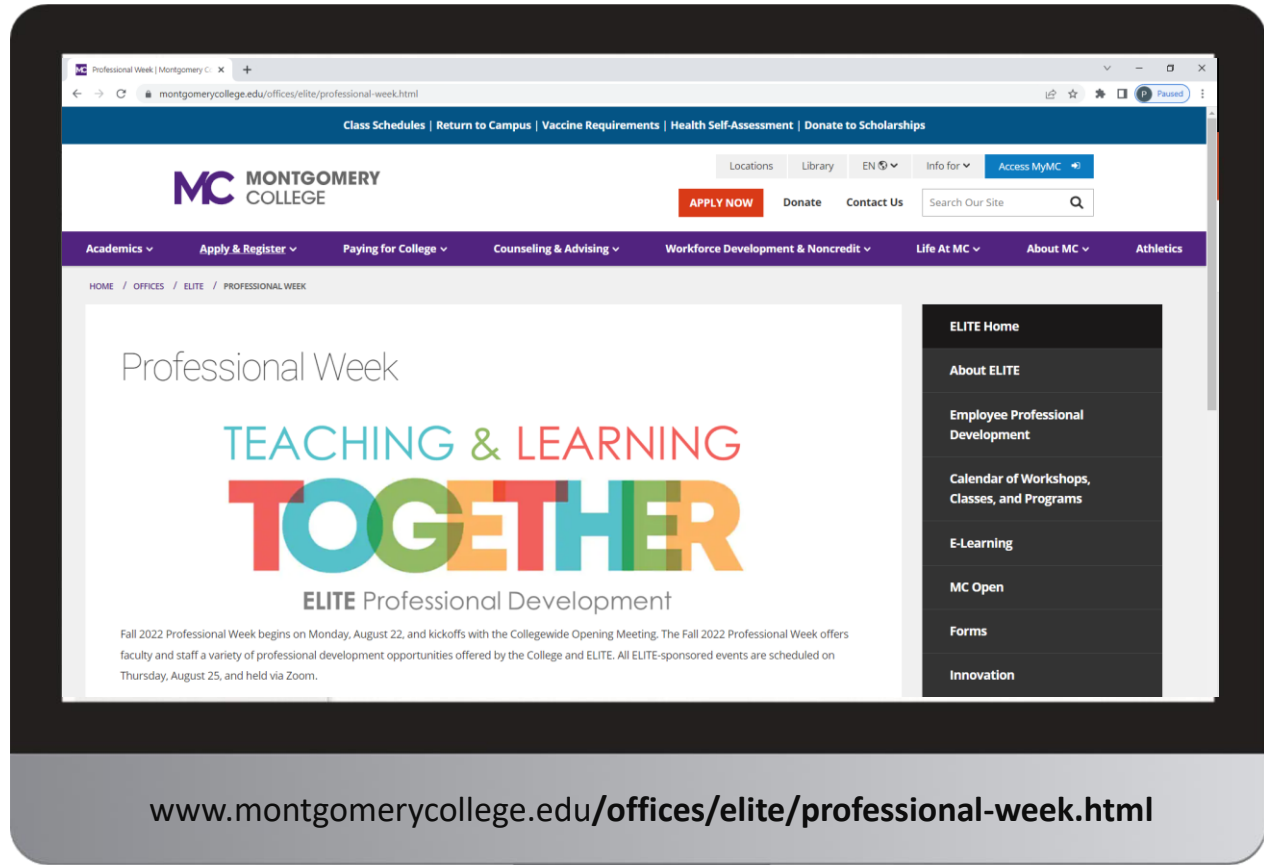 MC Professional Week | Montgomery C
montgomerycollege.edu/offices/elite/professional-week.html
P Paused
Class Schedules | Return to Campus | Vaccine Requirements | Health Self-Assessment | Donate to Scholarships
MC MONTGOMERY COLLEGE
Locations Library EN Info for Access MyMC
APPLY NOW Donate Contact Us Search Our Site
Academics Apply & Register Paying for College Counseling & Advising Workforce Development & Noncredit Life At MC About MC Athletics
HOME / OFFICES / ELITE / PROFESSIONAL WEEK
Professional Week
TEACHING & LEARNING
TOGETHER
ELITE Professional Development
Fall 2022 Professional Week begins on Monday, August 22, and kickoffs with the Collegewide Opening Meeting. The Fall 2022 Professional Week offers
faculty and staff a variety of professional development opportunities offered by the College and ELITE. All ELITE-sponsored events are scheduled on
Thursday, August 25, and held via Zoom.
ELITE Home
About ELITE
Employee Professional
Development
Calendar of Workshops,
Classes, and Programs
E-Learning
MC Open
Forms
Innovation
www.montgomerycollege.edu/offices/elite/professional-week.html